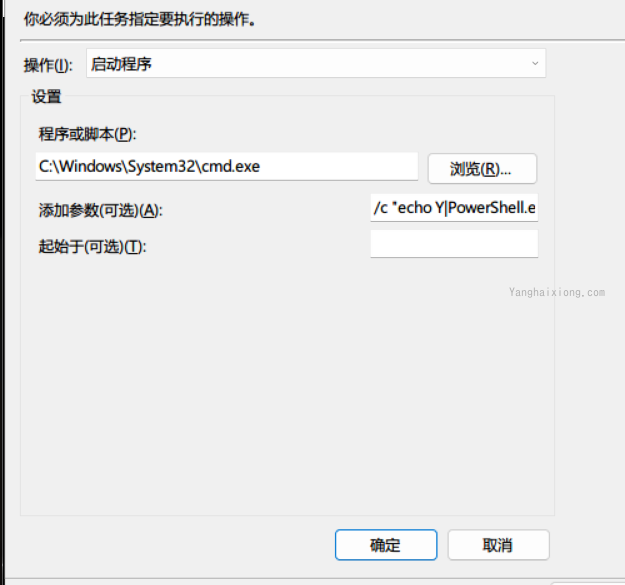 你必须为此任务指定要执行的操作。
操作(I): 启动程序
设置
程序或脚本(P):
C:\Windows\System32\cmd.exe 浏览(R)...
添加参数(可选)(A): /c "echo Y|PowerShell.e
起始于(可选)(T):
Yanghaixiong.com
确定 取消